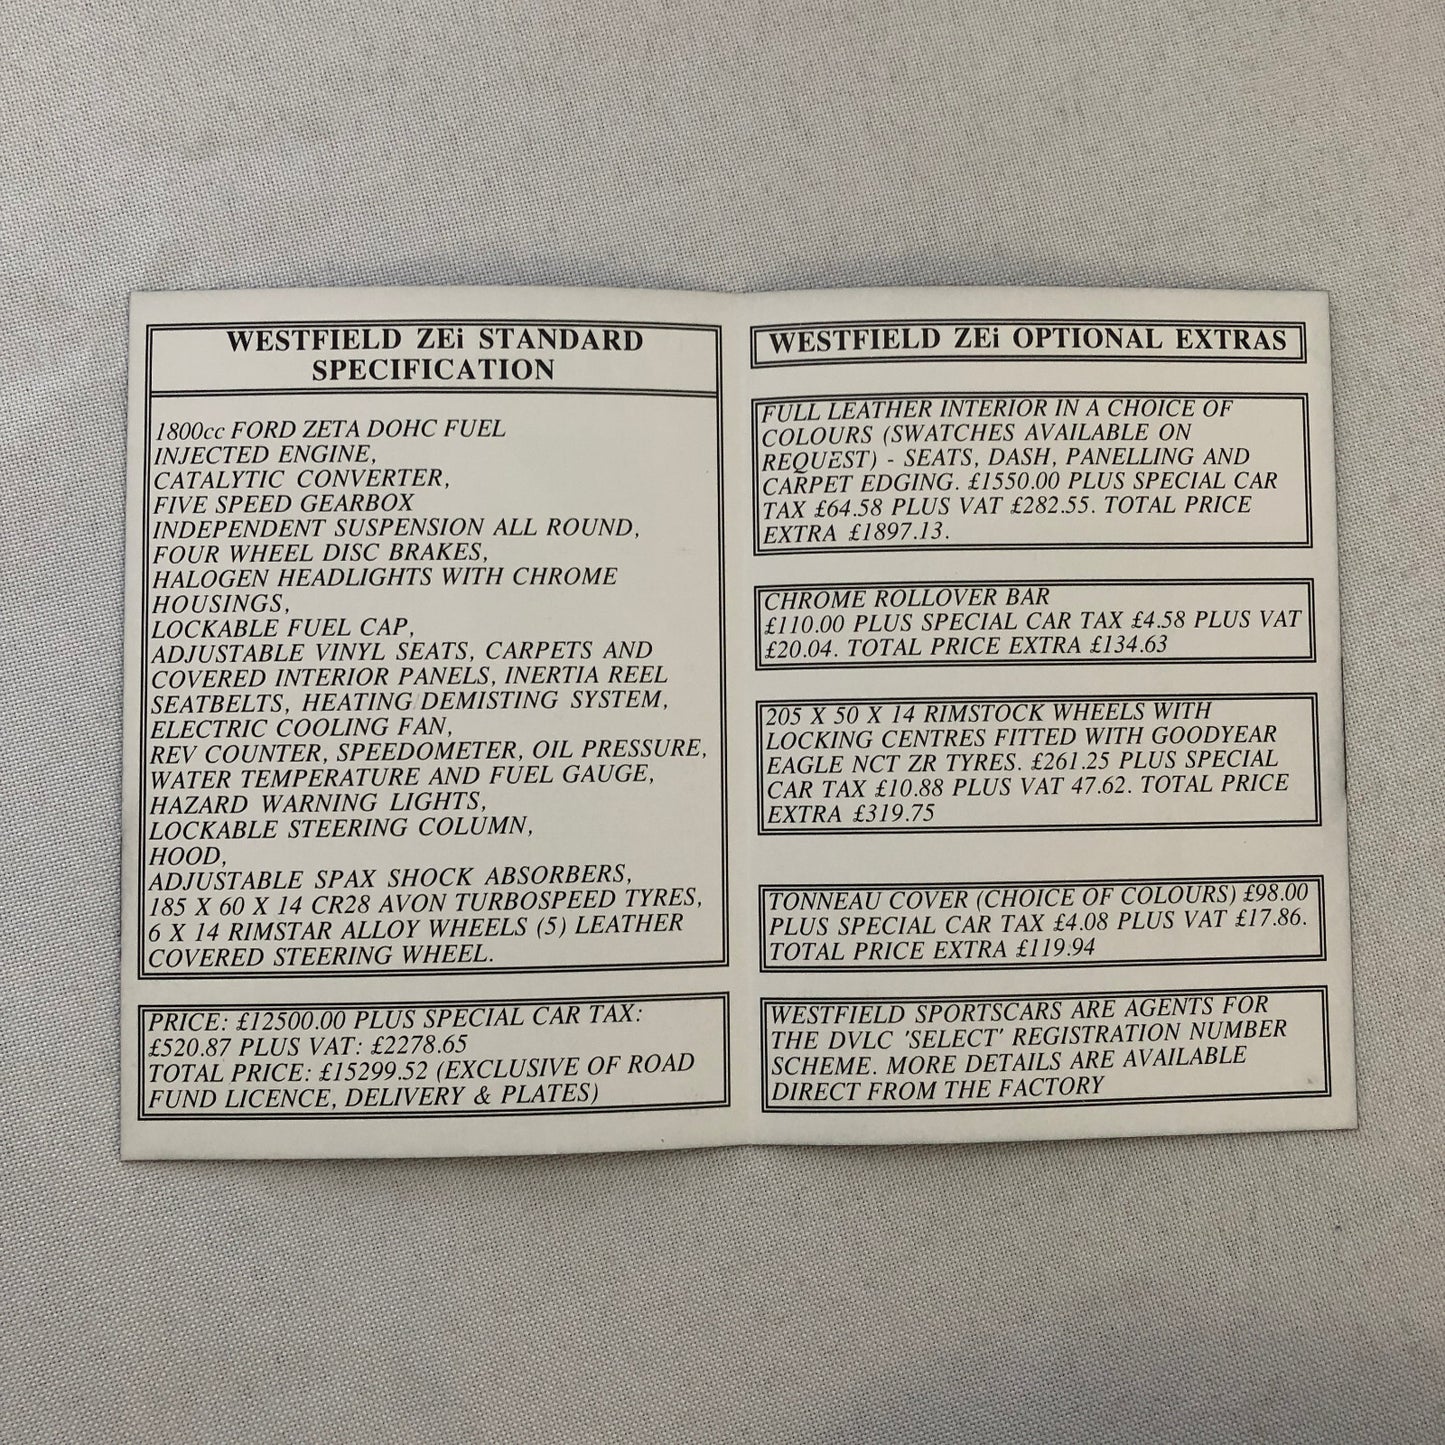 WESTFIELD ZEi STANDARD
SPECIFICATION
1800cc FORD ZETA DOHC FUEL
INJECTED ENGINE,
CATALYTIC CONVERTER,
FIVE SPEED GEARBOX
INDEPENDENT SUSPENSION ALL ROUND,
FOUR WHEEL DISC BRAKES,
HALOGEN HEADLIGHTS WITH CHROME
HOUSINGS,
LOCKABLE FUEL CAP,
ADJUSTABLE VINYL SEATS, CARPETS AND
COVERED INTERIOR PANELS, INERTIA REEL
SEATBELTS, HEATING/DEMISTING SYSTEM,
ELECTRIC COOLING FAN,
REV COUNTER, SPEEDOMETER, OIL PRESSURE,
WATER TEMPERATURE AND FUEL GAUGE,
HAZARD WARNING LIGHTS,
LOCKABLE STEERING COLUMN,
HOOD,
ADJUSTABLE SPAX SHOCK ABSORBERS,
185 X 60 X 14 CR28 AVON TURBOSPEED TYRES,
6 X 14 RIMSTAR ALLOY WHEELS (5) LEATHER
COVERED STEERING WHEEL.
PRICE: £12500.00 PLUS SPECIAL CAR TAX:
£520.87 PLUS VAT: £2278.65
TOTAL PRICE: £15299.52 (EXCLUSIVE OF ROAD
FUND LICENCE, DELIVERY & PLATES)
WESTFIELD ZEi OPTIONAL EXTRAS
FULL LEATHER INTERIOR IN A CHOICE OF
COLOURS (SWATCHES AVAILABLE ON
REQUEST) - SEATS, DASH, PANELLING AND
CARPET EDGING. £1550.00 PLUS SPECIAL CAR
TAX £64.58 PLUS VAT £282.55. TOTAL PRICE
EXTRA £1897.13.
CHROME ROLLOVER BAR
£110.00 PLUS SPECIAL CAR TAX £4.58 PLUS VAT
£20.04. TOTAL PRICE EXTRA £134.63
205 X 50 X 14 RIMSTOCK WHEELS WITH
LOCKING CENTRES FITTED WITH GOODYEAR
EAGLE NCT ZR TYRES. £261.25 PLUS SPECIAL
CAR TAX £10.88 PLUS VAT 47.62. TOTAL PRICE
EXTRA £319.75
TONNEAU COVER (CHOICE OF COLOURS) £98.00
PLUS SPECIAL CAR TAX £4.08 PLUS VAT £17.86.
TOTAL PRICE EXTRA £119.94
WESTFIELD SPORTSCARS ARE AGENTS FOR
THE DVLC 'SELECT' REGISTRATION NUMBER
SCHEME. MORE DETAILS ARE AVAILABLE
DIRECT FROM THE FACTORY